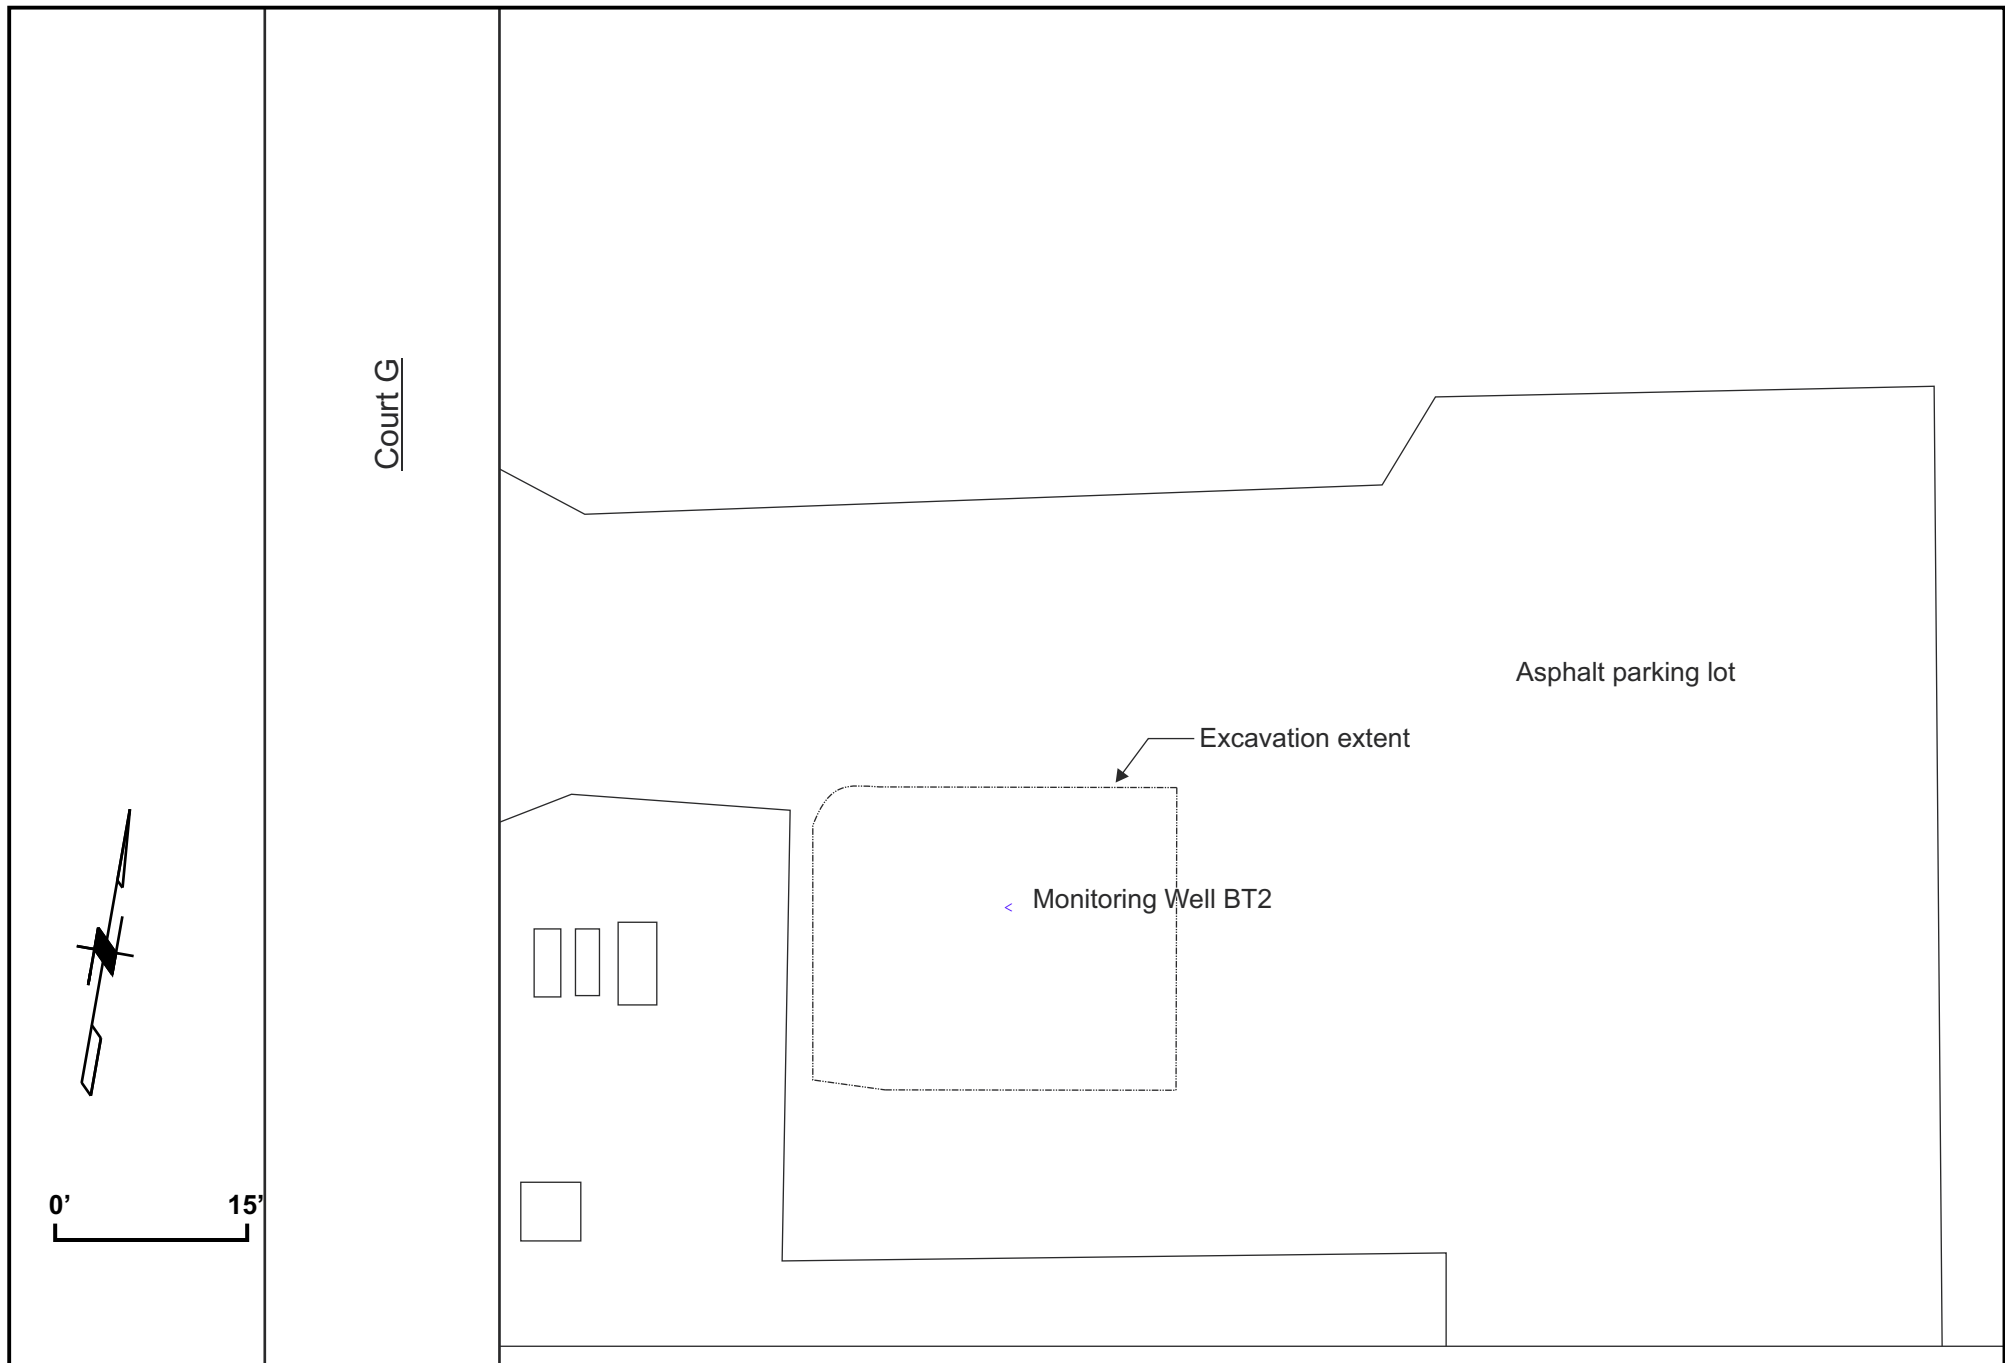 Court G
Asphalt parking lot
Excavation extent
Monitoring Well BT2
<
0’ 15’